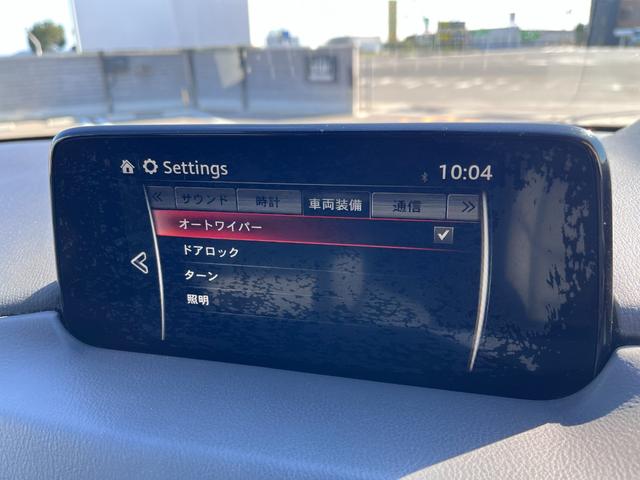 Settings 10:04
サウンド 時計 車両装備 通信
オートワイパー
ドアロック
ターン
照明